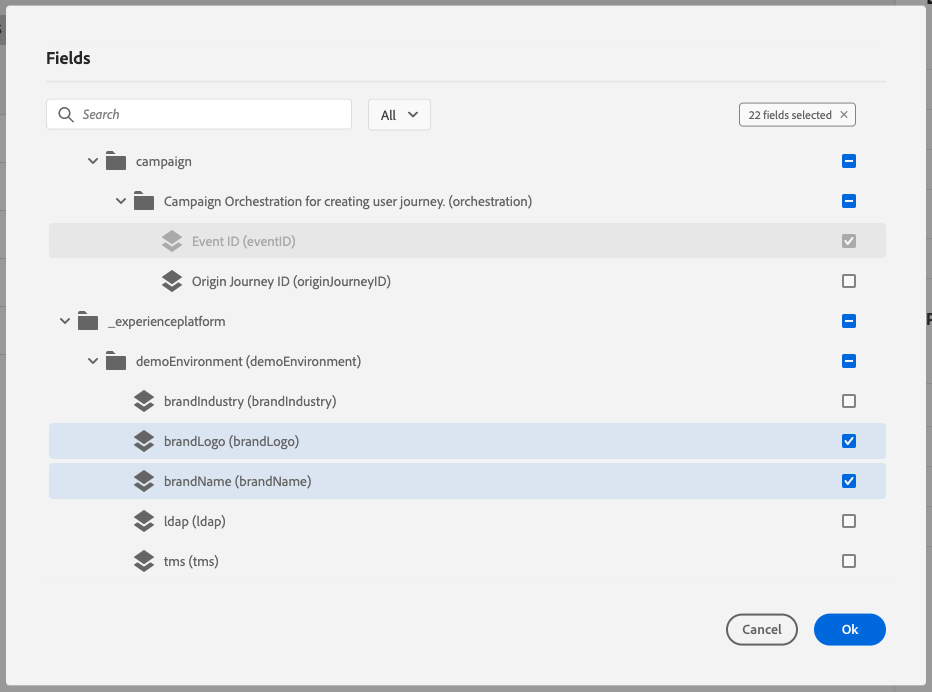 Fields
Search
All
22 fields selected
campaign
Campaign Orchestration for creating user journey. (orchestration)
Event ID (eventID)
Origin Journey ID (originJourneyID)
_experienceplatform
demoEnvironment (demoEnvironment)
brandIndustry (brandIndustry)
brandLogo (brandLogo)
brandName (brandName)
ldap (ldap)
tms (tms)
Cancel
Ok